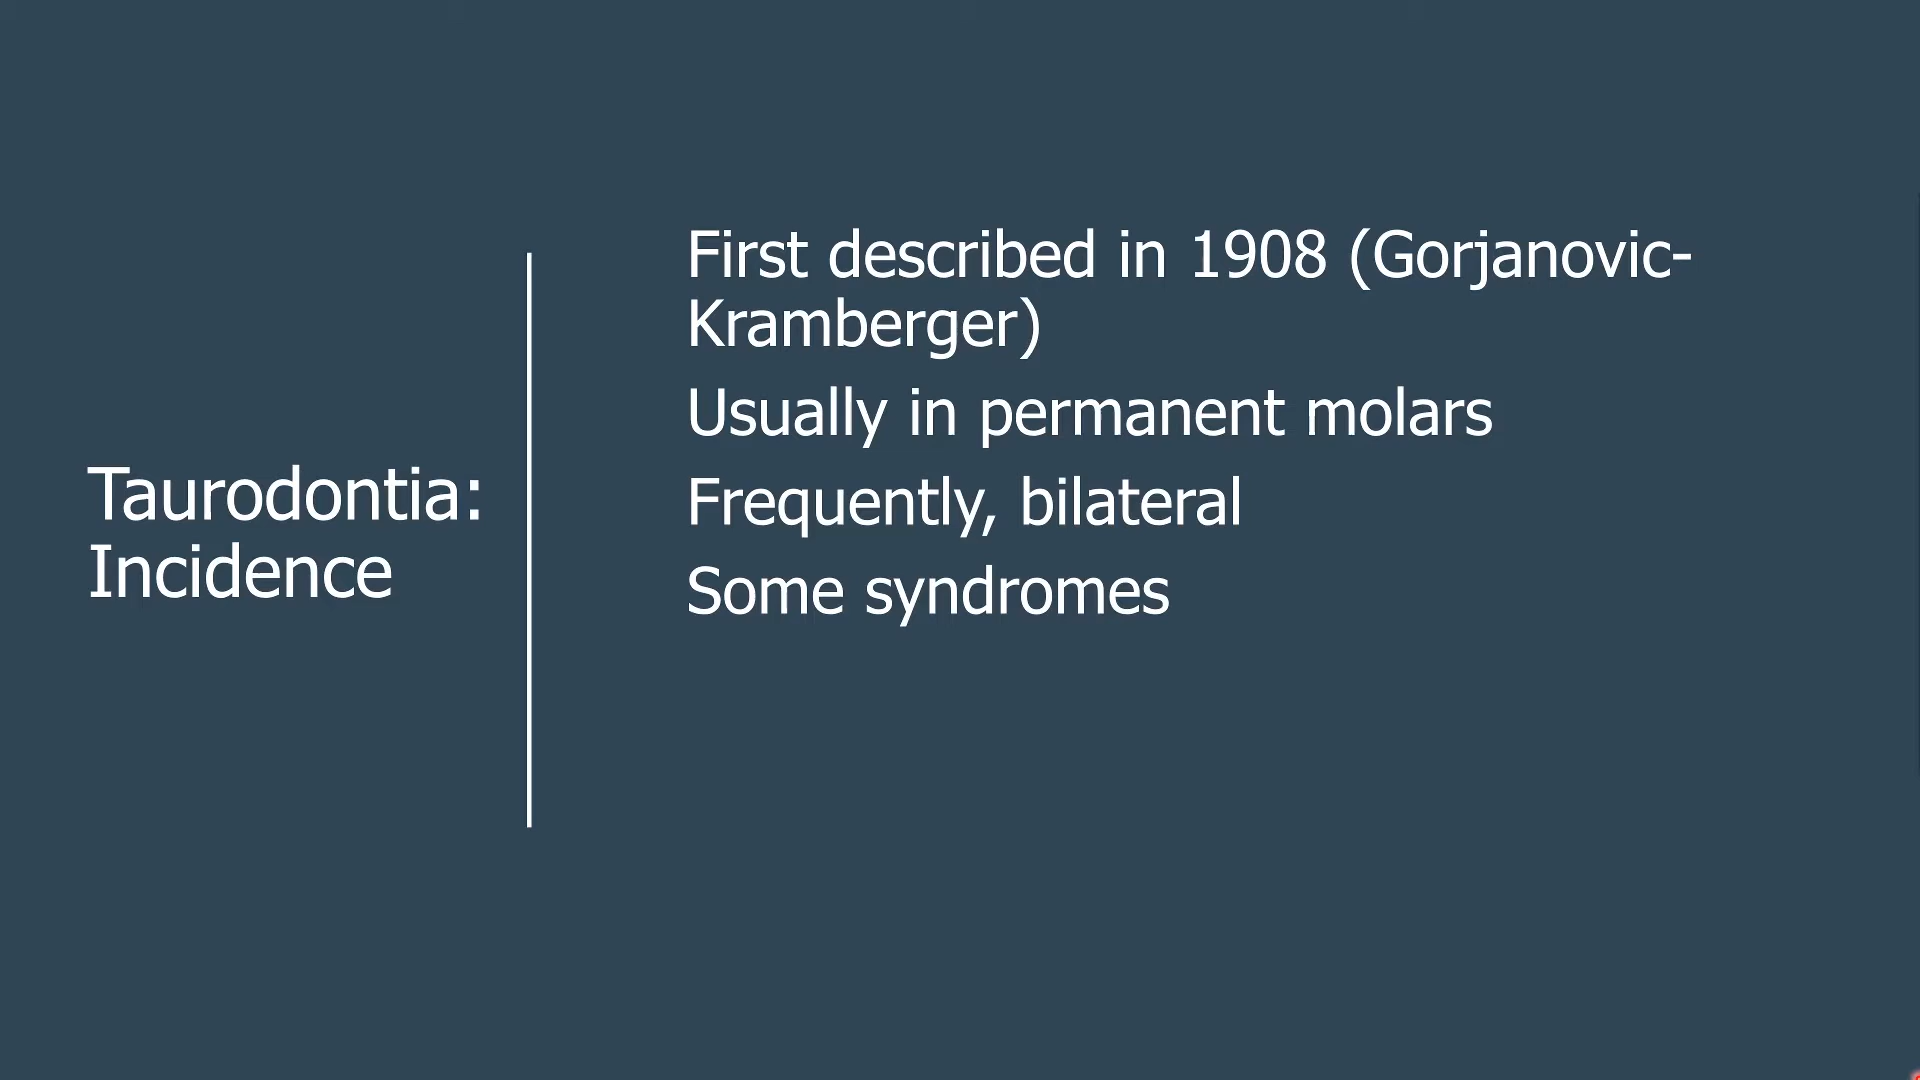 Taurodontia:
Incidence
First described in 1908 (Gorjanovic-
Kramberger)
Usually in permanent molars
Frequently, bilateral
Some syndromes